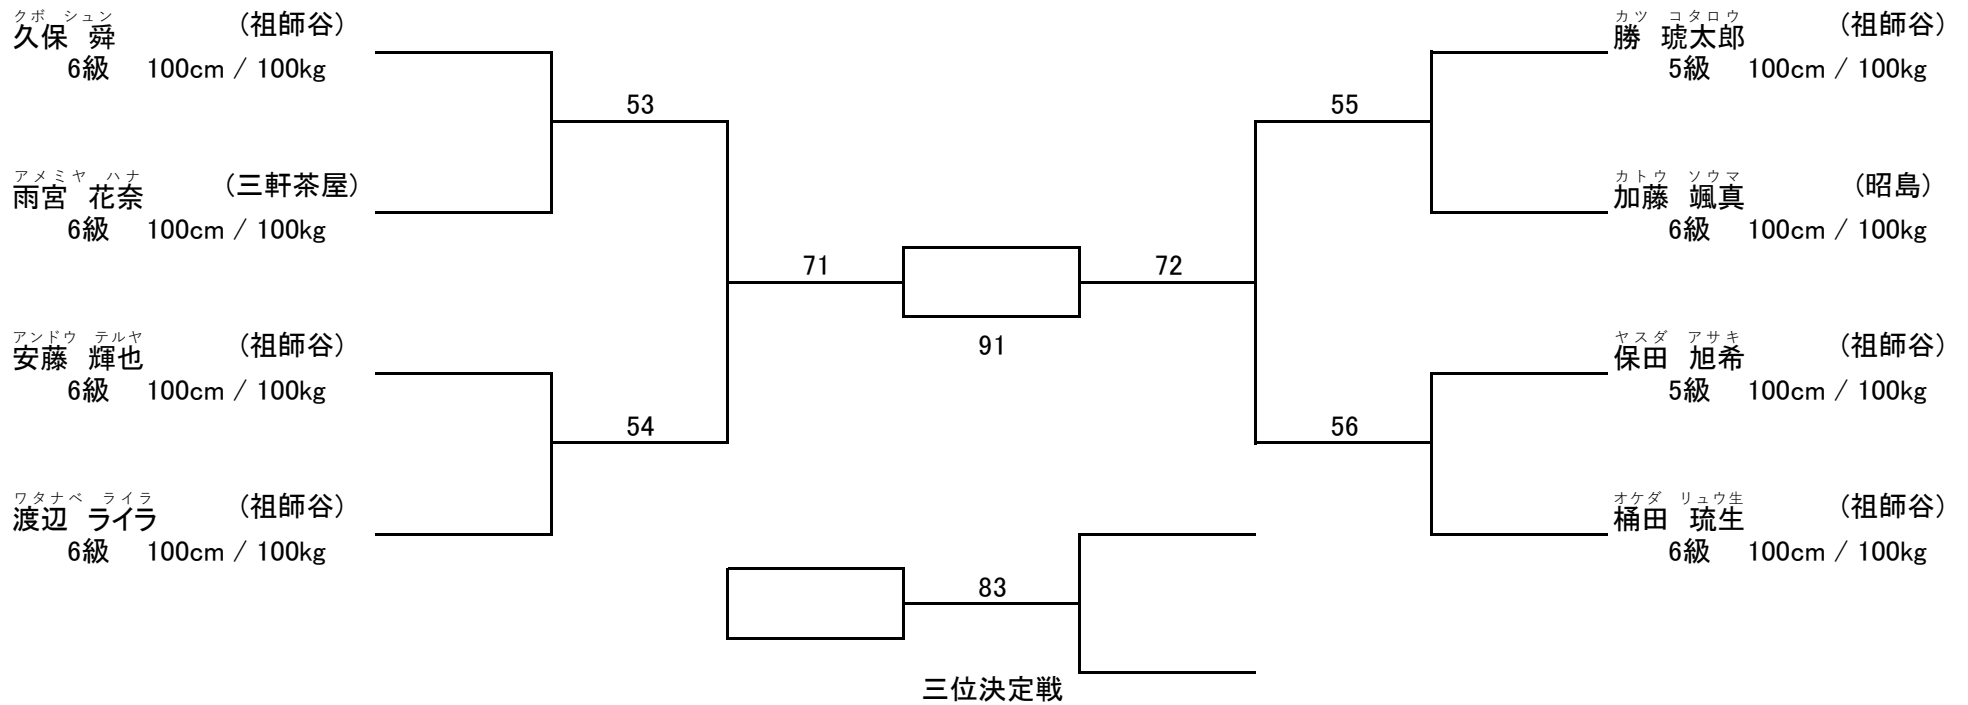 クボ シュン
久保 舜 (祖師谷)
6級 100cm / 100kg
アメミヤ ハナ
雨宮 花奈 (三軒茶屋)
6級 100cm / 100kg
アンドウ テルヤ
安藤 輝也 (祖師谷)
6級 100cm / 100kg
ワタナベ ライラ
渡辺 ライラ (祖師谷)
6級 100cm / 100kg
53
54
71
91
72
55
56
83
三位決定戦
カツ コタロウ
勝 琥太郎 (祖師谷)
5級 100cm / 100kg
カトウ ソウマ
加藤 颯真 (昭島)
6級 100cm / 100kg
ヤスダ アサキ
保田 旭希 (祖師谷)
5級 100cm / 100kg
オケダ リュウ生
桶田 琉生 (祖師谷)
6級 100cm / 100kg